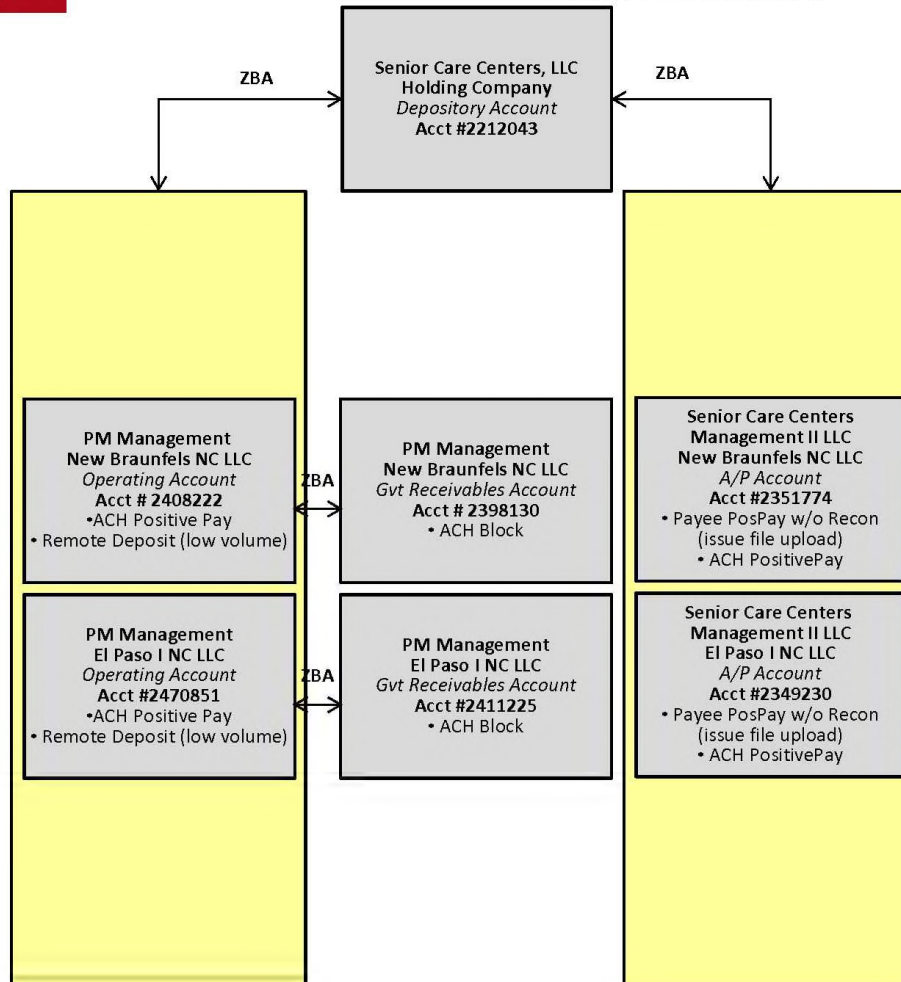 ZBA
Senior Care Centers, LLC
Holding Company
Depository Account
Acct #2212043
ZBA
PM Management
New Braunfels NC LLC
Operating Account
Acct # 2408222
•ACH Positive Pay
• Remote Deposit (low volume)
ZBA
PM Management
New Braunfels NC LLC
Gvt Receivables Account
Acct # 2398130
• ACH Block
Senior Care Centers
Management II LLC
New Braunfels NC LLC
A/P Account
Acct #2351774
• Payee PosPay w/o Recon
(issue file upload)
• ACH PositivePay
PM Management
El Paso I NC LLC
Operating Account
Acct #2470851
•ACH Positive Pay
• Remote Deposit (low volume)
ZBA
PM Management
El Paso I NC LLC
Gvt Receivables Account
Acct #2411225
• ACH Block
Senior Care Centers
Management II LLC
El Paso I NC LLC
A/P Account
Acct #2349230
• Payee PosPay w/o Recon
(issue file upload)
• ACH PositivePay